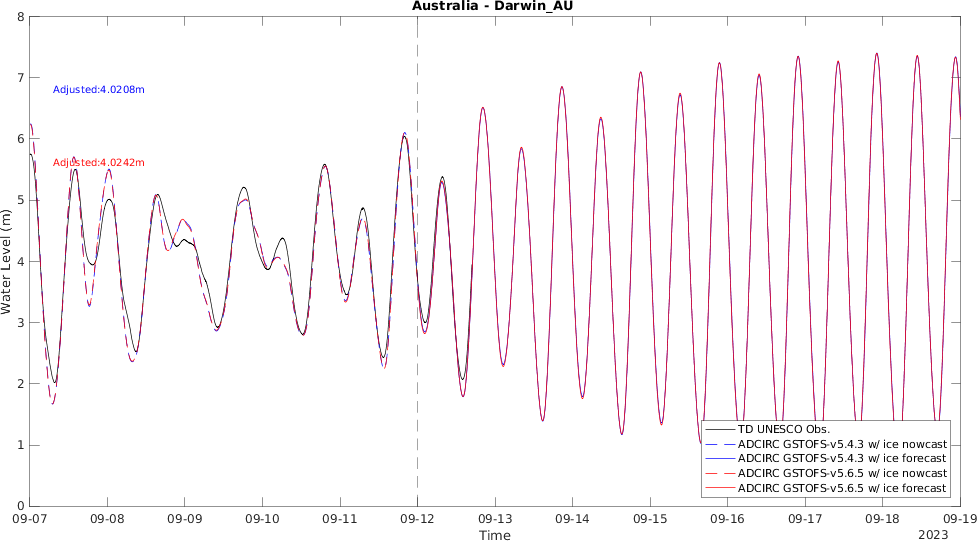 Australia - Darwin_AU
8
7
6
5
4
3
2
1
0
Water Level (m)
Adjusted:4.0208m
Adjusted:4.0242m
TD UNESCO Obs.
ADCIRC GSTOFS-v5.4.3 w/ ice nowcast
ADCIRC GSTOFS-v5.4.3 w/ ice forecast
ADCIRC GSTOFS-v5.6.5 w/ ice nowcast
ADCIRC GSTOFS-v5.6.5 w/ ice forecast
09-07 09-08 09-09 09-10 09-11 09-12 09-13 09-14 09-15 09-16 09-17 09-18 09-19
Time
2023